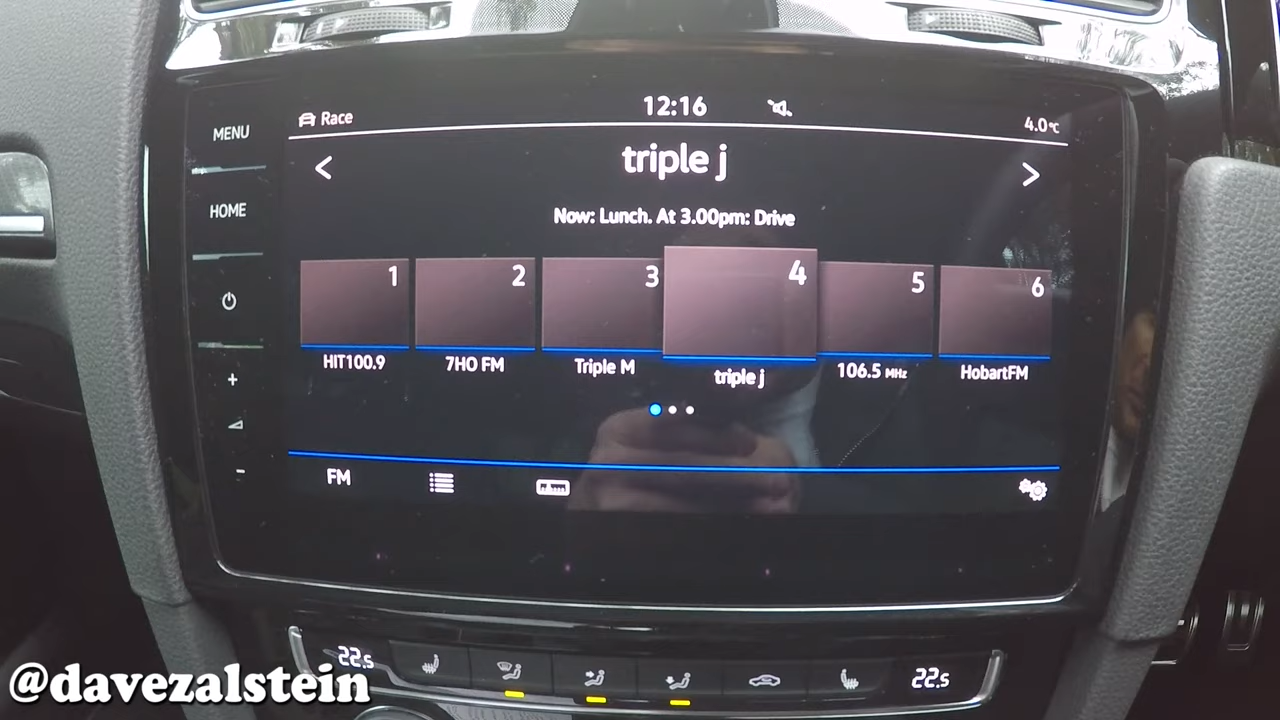 Race
12:16
4.0°C
MENU
HOME
+
-
<
triple j
>
Now: Lunch. At 3.00pm: Drive
1
2
3
4
5
6
HIT100.9
7HO FM
Triple M
triple j
106.5 MHz
HobartFM
FM
22.5
22.5
@davezalstein